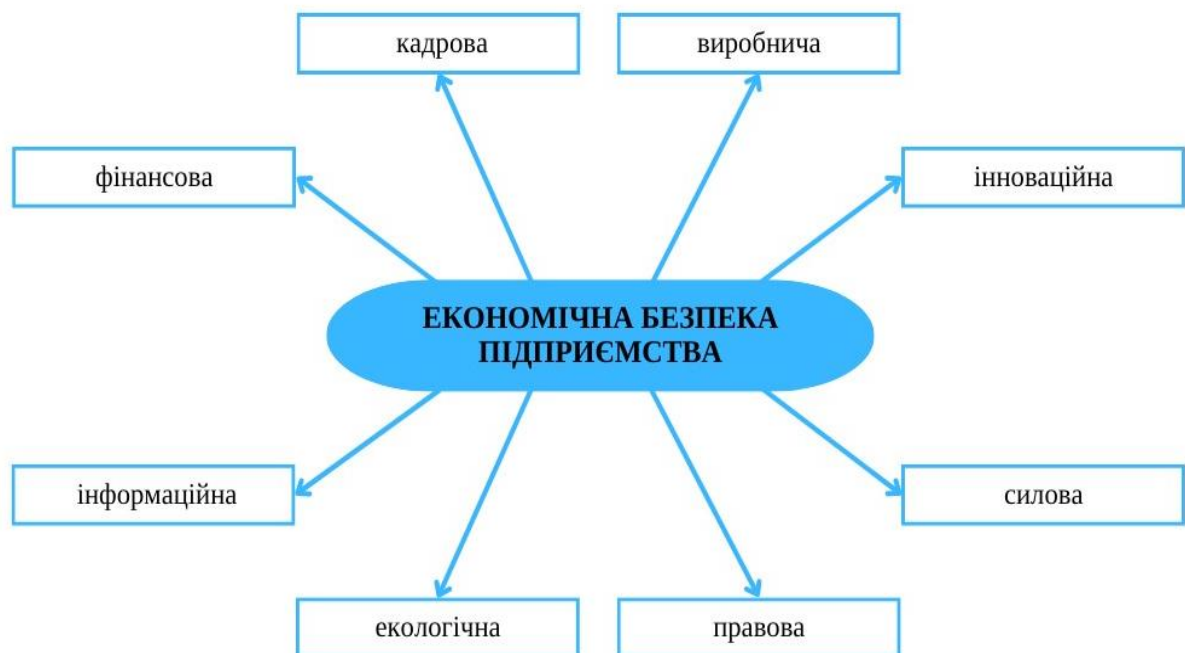 кадрова
виробнича
фінансова
інноваційна
ЕКОНОМІЧНА БЕЗПЕКА
ПІДПРИЄМСТВА
інформаційна
силова
екологічна
правова